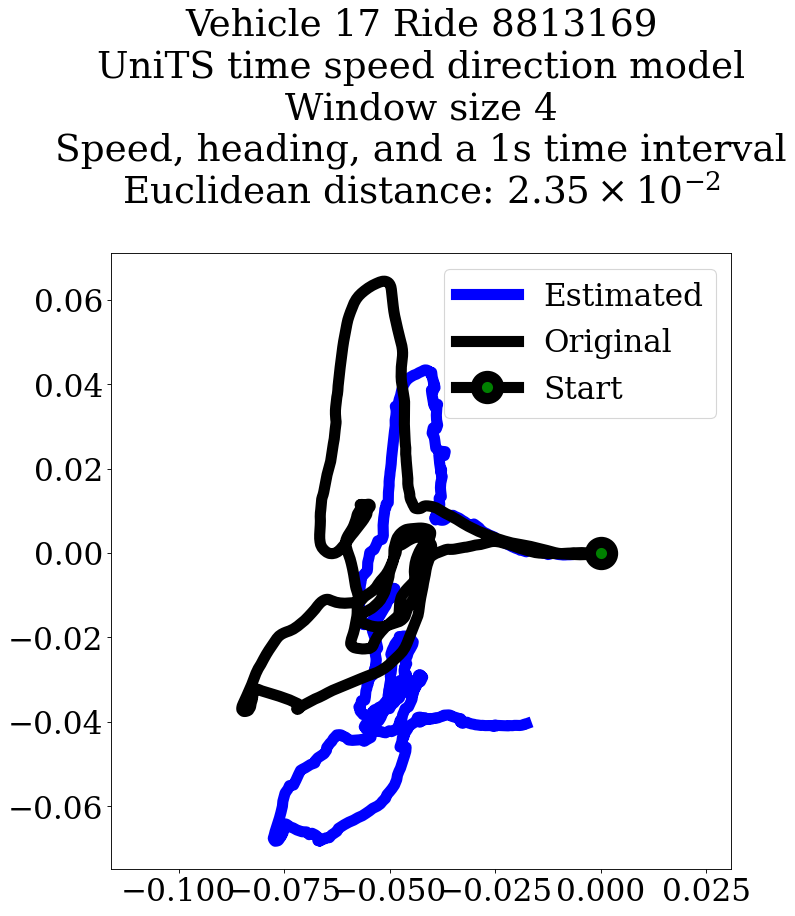 Vehicle 17 Ride 8813169
UniTS time speed direction model
Window size 4
Speed, heading, and a 1s time interval
Euclidean distance: 2.35 × 10⁻²
Estimated
Original
Start
0.06
0.04
0.02
0.00
−0.02
−0.04
−0.06
−0.100 −0.075 −0.050 −0.025 0.000 0.025